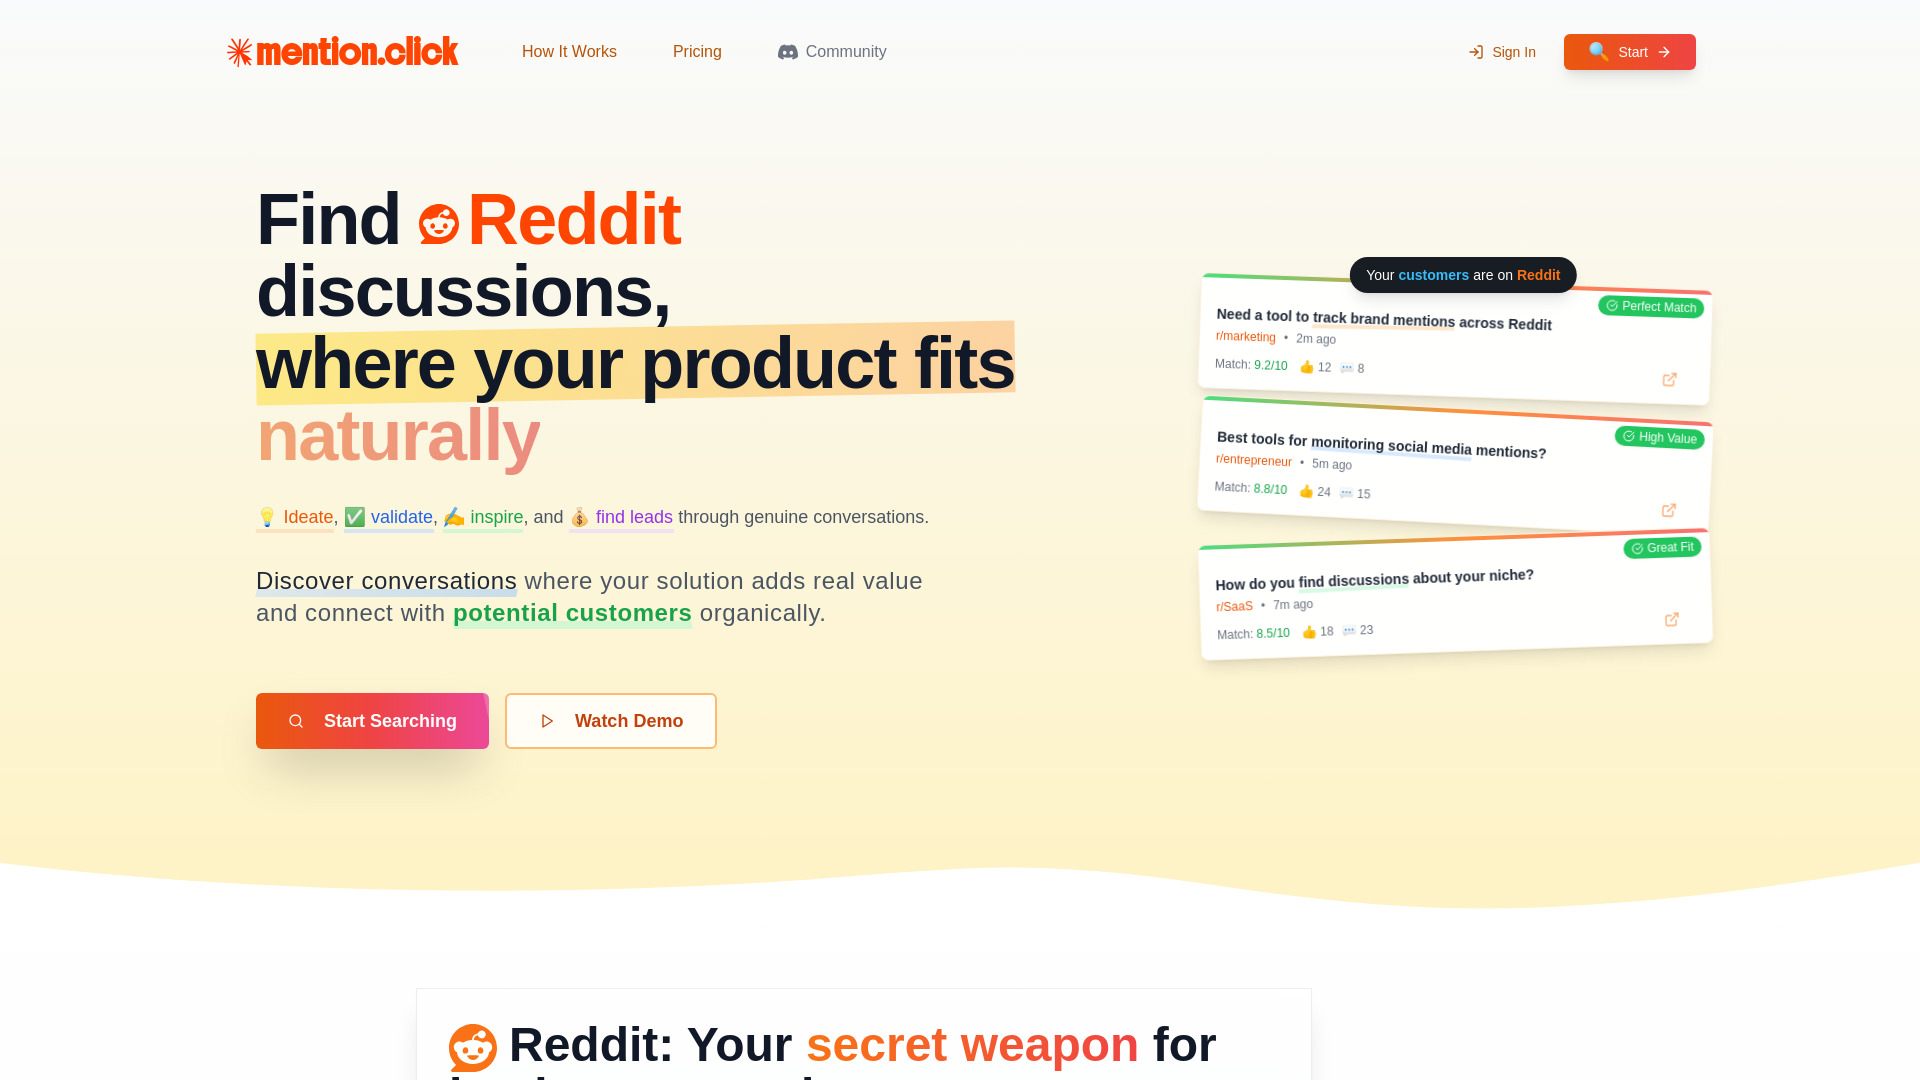 mention.click
How It Works
Pricing
Community
Sign In
Start
Find Reddit
discussions,
where your product fits
naturally
💡 Ideate, ✅ validate, ✍️ inspire, and 💰 find leads through genuine conversations.
Discover conversations where your solution adds real value
and connect with potential customers organically.
Start Searching
Watch Demo
Your customers are on Reddit
Perfect Match
Need a tool to track brand mentions across Reddit
r/marketing • 2m ago
Match: 9.2/10 👍 12 💬 8
High Value
Best tools for monitoring social media mentions?
r/entrepreneur • 5m ago
Match: 8.8/10 👍 24 💬 15
Great Fit
How do you find discussions about your niche?
r/SaaS • 7m ago
Match: 8.5/10 👍 18 💬 23
Reddit: Your secret weapon for